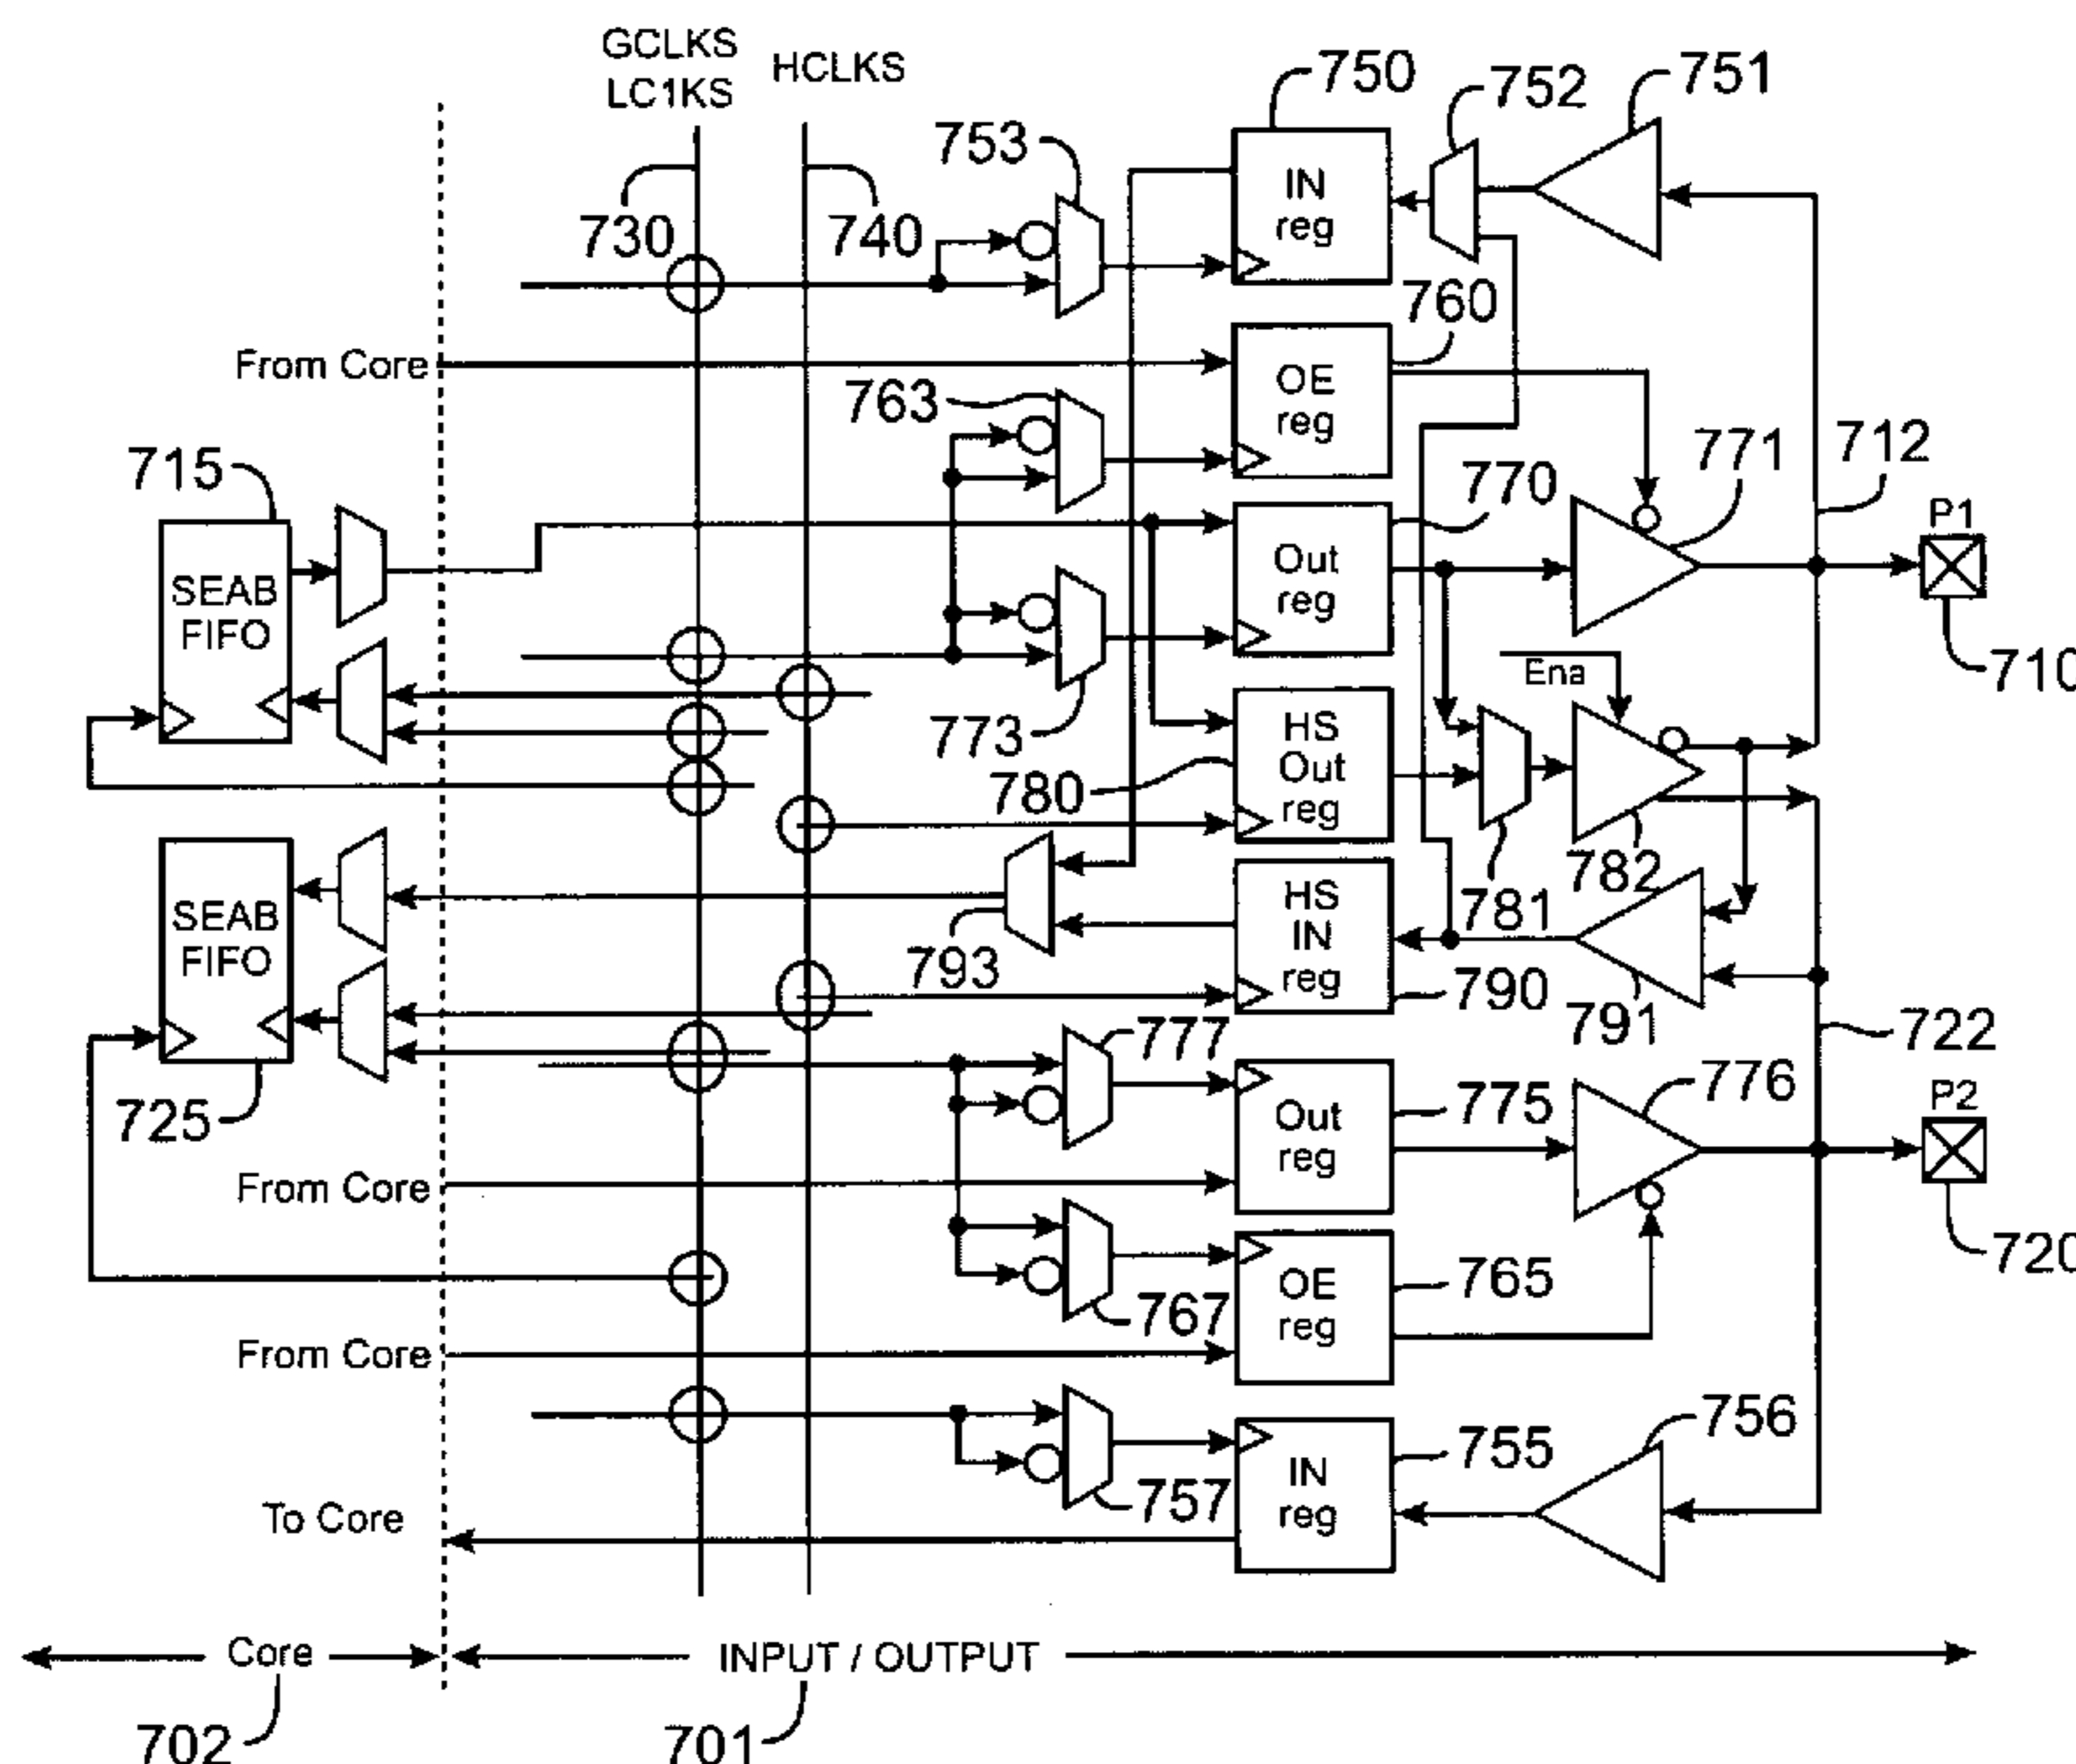 GCLKS
LC1KS
HCLKS
750
752
751
753
IN
reg
730
740
760
From Core
OE
reg
763
712
715
771
770
P1
SEAB
FIFO
Out
reg
Ena
710
773
HS
Out
reg
780
782
781
SEAB
FIFO
HS
IN
reg
793
790
791
722
777
725
Out
reg
775
776
P2
From Core
720
OE
reg
765
767
From Core
756
755
IN
reg
757
To Core
Core
INPUT / OUTPUT
702
701